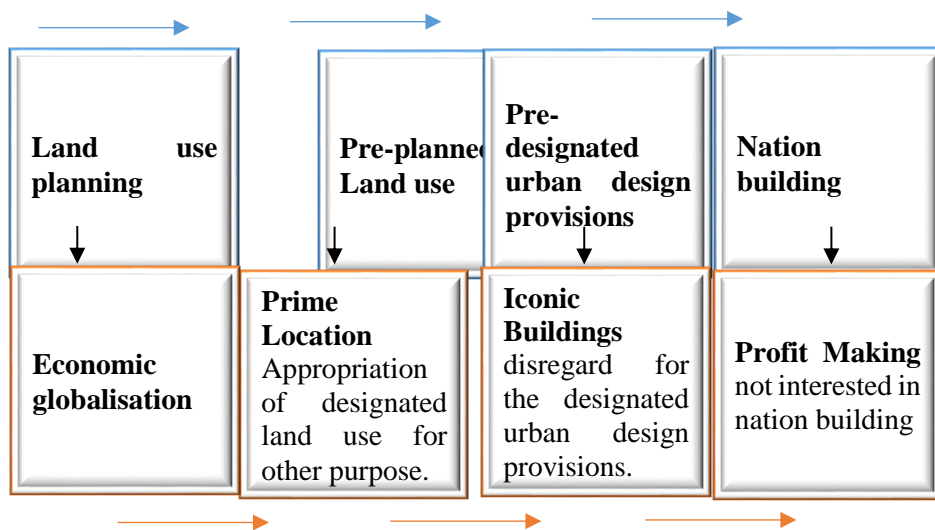 Land use
planning
Pre-planned
Land use
Pre-
designated
urban design
provisions
Nation
building
Economic
globalisation
Prime
Location
Appropriation
of designated
land use for
other purpose.
Iconic
Buildings
disregard for
the designated
urban design
provisions.
Profit Making
not interested in
nation building